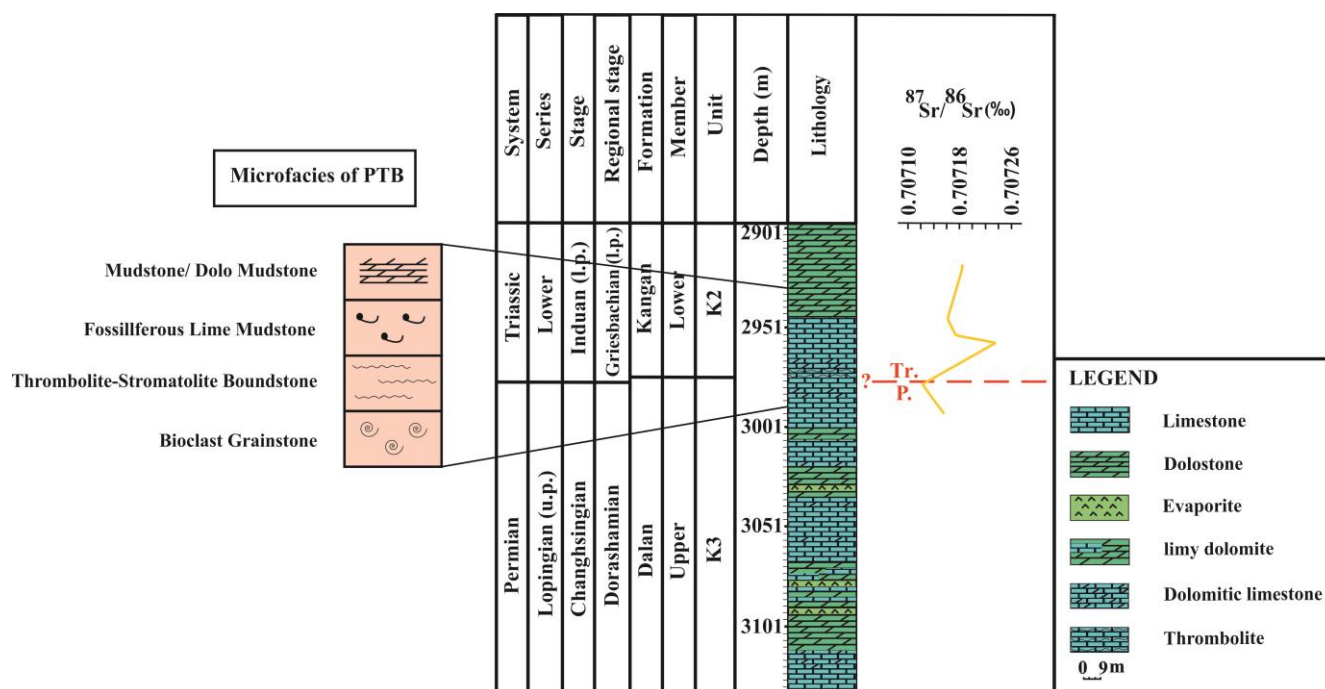 Microfacies of PTB
Mudstone/ Dolo Mudstone
Fossillferous Lime Mudstone
Thrombolite-Stromatolite Boundstone
Bioclast Grainstone
System
Series
Stage
Regional stage
Formation
Member
Unit
Depth (m)
Lithology
87Sr/86Sr(‰)
0.70710
0.70718
0.70726
Triassic
Lower
Induan (l.p.)
Griesbachian (l.p.)
Kangan
Lower
K2
Permian
Lopingian (u.p.)
Changhsingian
Dorashamian
Dalan
Upper
K3
2901
2951
3001
3051
3101
? Tr.
P.
LEGEND
Limestone
Dolostone
Evaporite
limy dolomite
Dolomitic limestone
Thrombolite
0 9m